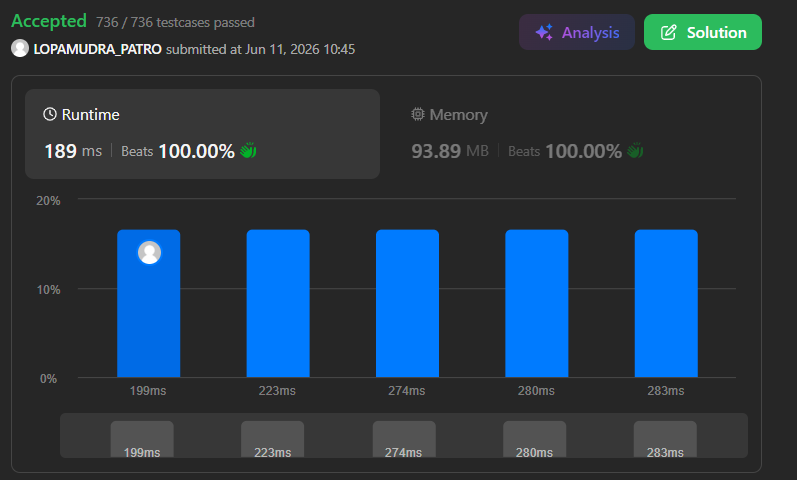 Accepted 736 / 736 testcases passed
LOPAMUDRA_PATRO submitted at Jun 11, 2026 10:45
Analysis
Solution
Runtime
189 ms | Beats 100.00%
Memory
93.89 MB | Beats 100.00%
20%
10%
0%
199ms 223ms 274ms 280ms 283ms
199ms 223ms 274ms 280ms 283ms